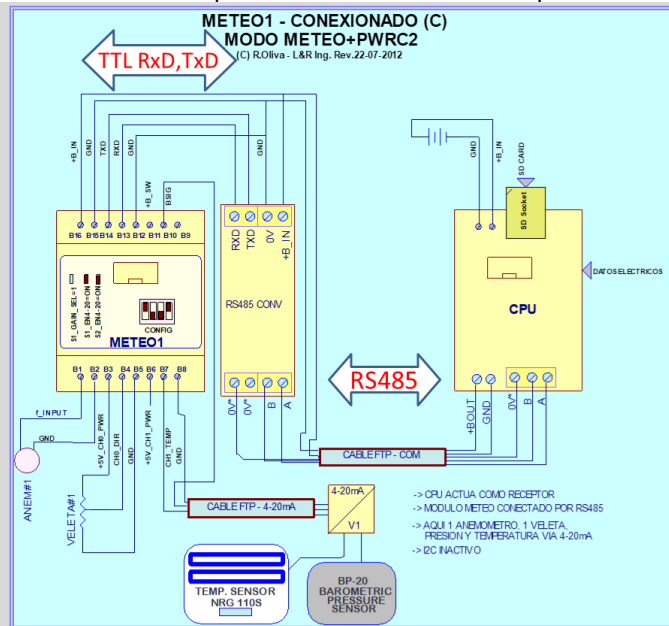 METEO1 - CONEXIONADO (C)
MODO METEO+PWRC2
(C) R.Oliva - L&R Ing. Rev.22-07-2012
TTL RxD,TxD
+B_IN
GND
TXD
RXD
GND
+B_SW
BSIG
GND
GND
+B_IN
SD CARD
SD Socket
B16 B15 B14 B13 B12 B11 B10 B9
RXD
TXD
0V
+B_IN
S1_GAIN_SEL=1
S1_EN4-20=ON
S2_EN4-20=ON
CONFIG
METEO1
RS485 CONV
DATOS ELECTRICOS
CPU
B1 B2 B3 B4 B5 B6 B7 B8
0V*
0V*
B
A
RS485
+BOUT
GND
0V*
B
A
f_INPUT
GND
+5V_CH0_PWR
CH0_DIR
GND
+5V_CH1_PWR
CH1_TEMP
GND
ANEM#1
VELETA#1
CABLE FTP - COM
CABLE FTP - 4-20mA
4-20mA
V1
-> CPU ACTUA COMO RECEPTOR
-> MODULO METEO CONECTADO POR RS485
-> AQUI 1 ANEMOMETRO, 1 VELETA,
PRESION Y TEMPERATURA VIA 4-20mA
-> I2C INACTIVO
TEMP. SENSOR
NRG 110S
BP-20
BAROMETRIC
PRESSURE
SENSOR